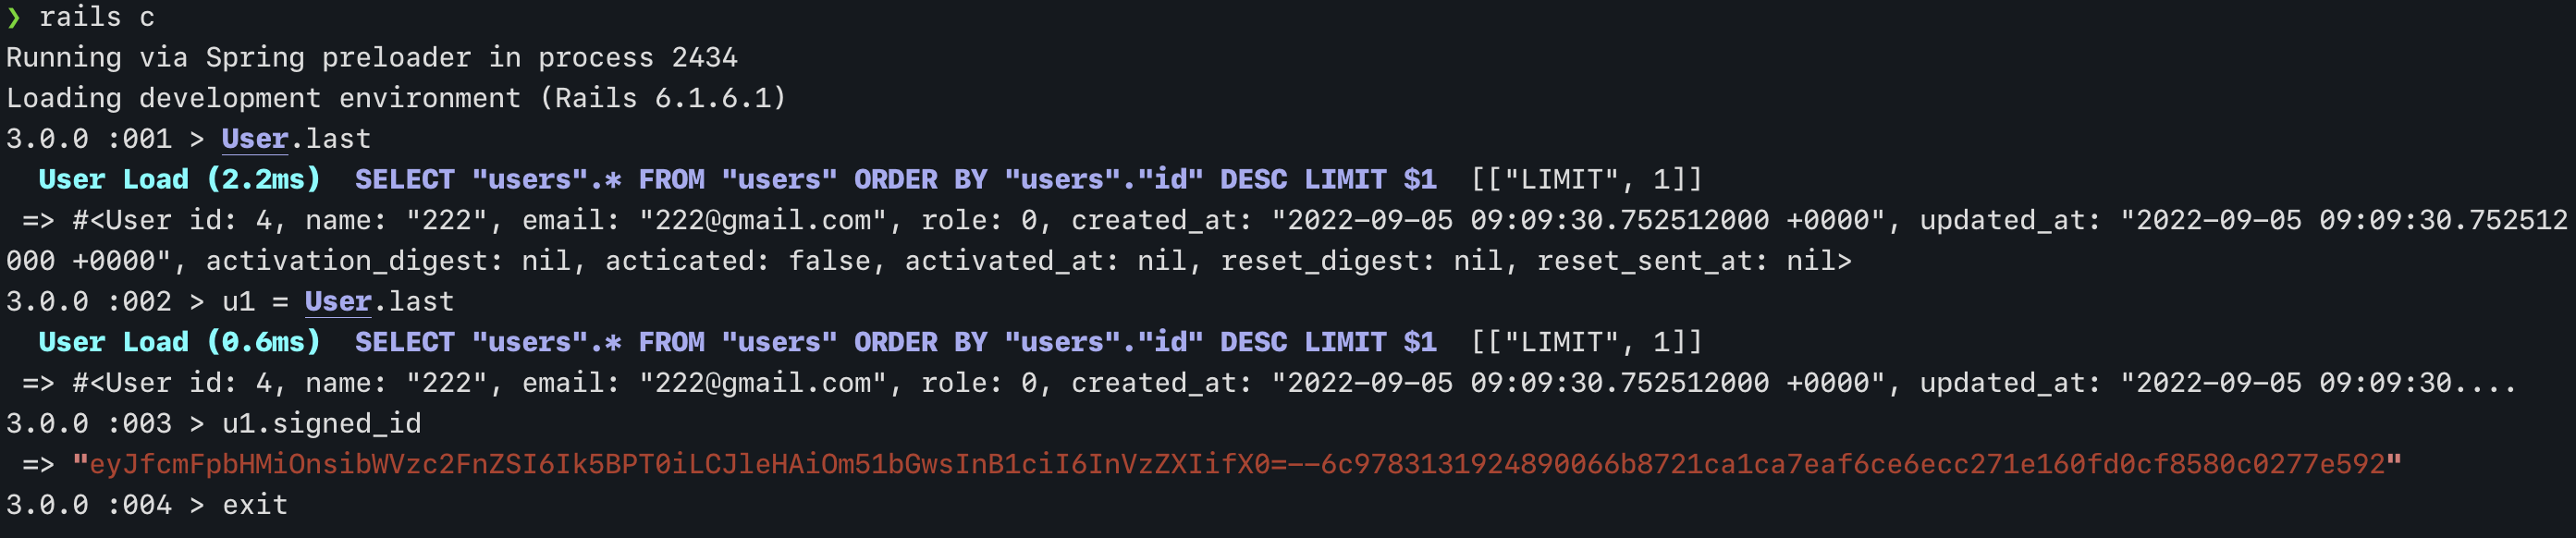 ❯ rails c
Running via Spring preloader in process 2434
Loading development environment (Rails 6.1.6.1)
3.0.0 :001 > User.last
  User Load (2.2ms)  SELECT "users".* FROM "users" ORDER BY "users"."id" DESC LIMIT $1  [["LIMIT", 1]]
 => #<User id: 4, name: "222", email: "222@gmail.com", role: 0, created_at: "2022-09-05 09:09:30.752512000 +0000", updated_at: "2022-09-05 09:09:30.752512
000 +0000", activation_digest: nil, acticated: false, activated_at: nil, reset_digest: nil, reset_sent_at: nil>
3.0.0 :002 > u1 = User.last
  User Load (0.6ms)  SELECT "users".* FROM "users" ORDER BY "users"."id" DESC LIMIT $1  [["LIMIT", 1]]
 => #<User id: 4, name: "222", email: "222@gmail.com", role: 0, created_at: "2022-09-05 09:09:30.752512000 +0000", updated_at: "2022-09-05 09:09:30....
3.0.0 :003 > u1.signed_id
 => "eyJfcmFpbHMiOnsibWVzc2FnZSI6Ik5BPT0iLCJleHAiOm51bGwsInB1ciI6InVzZXIifX0=--6c9783131924890066b8721ca1ca7eaf6ce6ecc271e160fd0cf8580c0277e592"
3.0.0 :004 > exit